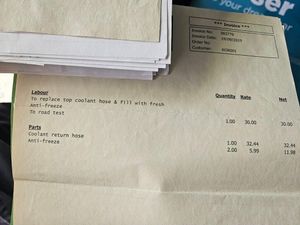 *** Invoice ***
Invoice No:
Invoice Date:
Order No:
Customer:
Labour Quantity Rate Net
To replace top coolant hose & fill with fresh 1.00 30.00 30.00
Anti-freeze
To road test
Parts
Coolant return hose 1.00 32.44 32.44
Anti-freeze 2.00 5.99 11.98